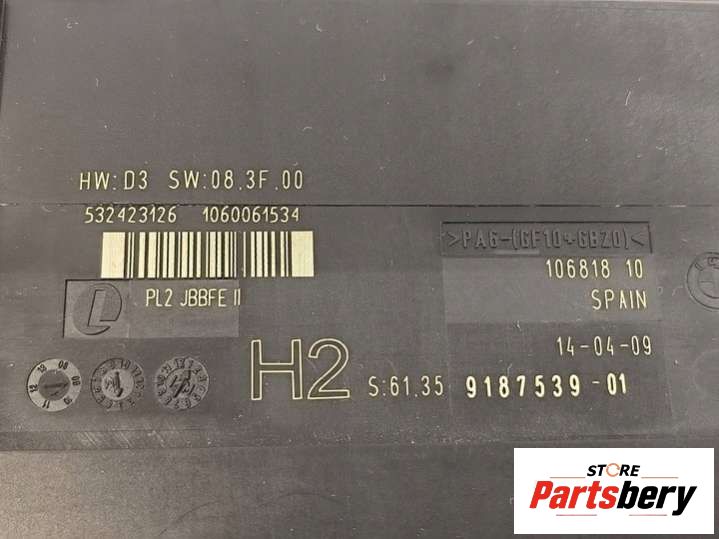 HW:D3 SW:08.3F.00
532423126 1060061534
PL2 JBBFE II
>PA6-(GF10+GB20)<
106818 10
SPAIN
14-04-09
H2
S:61.35 9187539-01
STORE
Partsbery